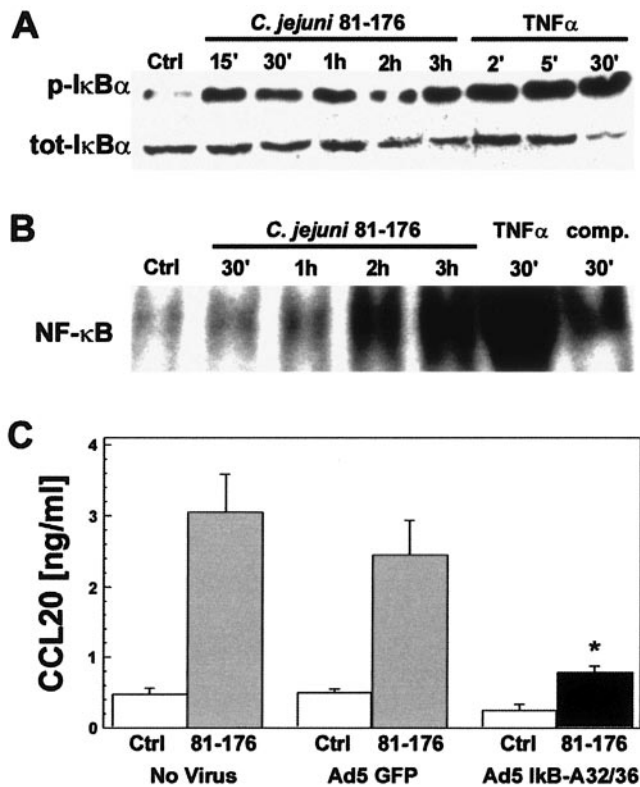 A
C. jejuni 81-176 TNFα
Ctrl 15' 30' 1h 2h 3h 2' 5' 30'
p-IκBα
tot-IκBα
B
C. jejuni 81-176 TNFα comp.
Ctrl 30' 1h 2h 3h 30' 30'
NF-κB
C
CCL20 [ng/ml]
4
3
2
1
0
*
Ctrl 81-176 Ctrl 81-176 Ctrl 81-176
No Virus Ad5 GFP Ad5 IkB-A32/36